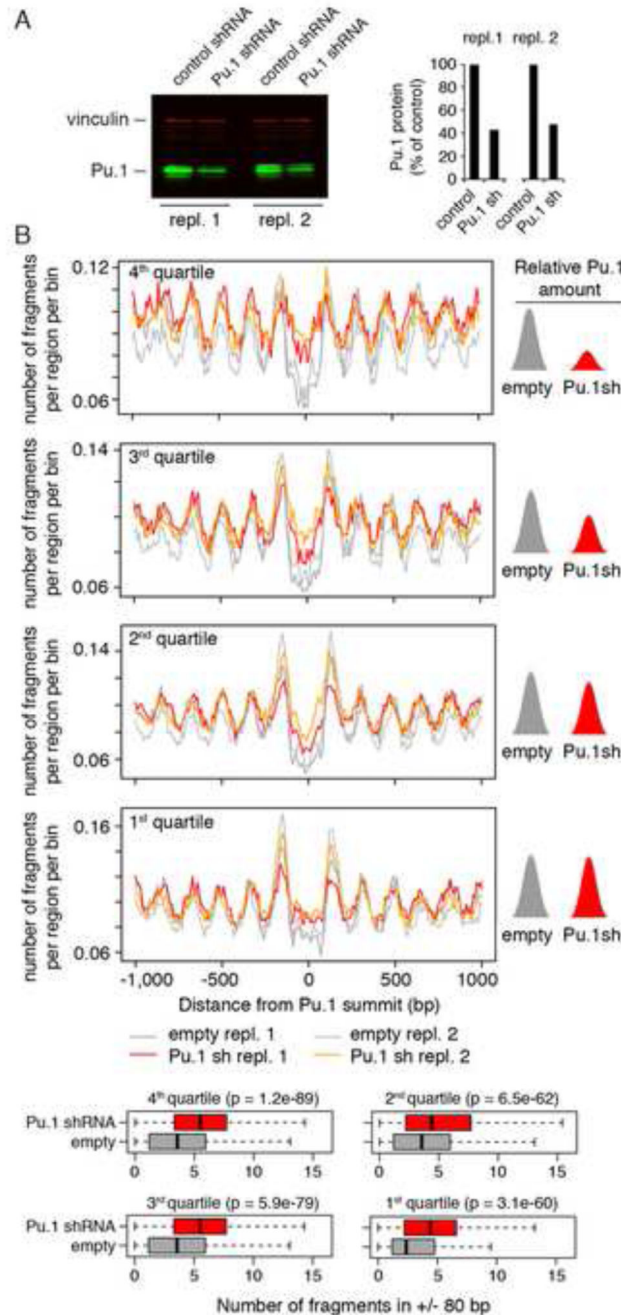 A
control shRNA
Pu.1 shRNA
control shRNA
Pu.1 shRNA
vinculin
Pu.1
repl. 1
repl. 2
repl.1 repl. 2
Pu.1 protein
(% of control)
100
80
60
40
20
0
control
Pu.1 sh
control
Pu.1 sh
B
number of fragments
per region per bin
0.12
0.06
4th quartile
Relative Pu.1
amount
empty Pu.1sh
number of fragments
per region per bin
0.14
0.06
3rd quartile
empty Pu.1sh
number of fragments
per region per bin
0.14
0.06
2nd quartile
empty Pu.1sh
number of fragments
per region per bin
0.16
0.06
1st quartile
empty Pu.1sh
-1,000 -500 0 500 1000
Distance from Pu.1 summit (bp)
empty repl. 1 empty repl. 2
Pu.1 sh repl. 1 Pu.1 sh repl. 2
4th quartile (p = 1.2e-89)
Pu.1 shRNA
empty
0 5 10 15
2nd quartile (p = 6.5e-62)
0 5 10 15
3rd quartile (p = 5.9e-79)
Pu.1 shRNA
empty
0 5 10 15
1st quartile (p = 3.1e-60)
0 5 10 15
Number of fragments in +/- 80 bp